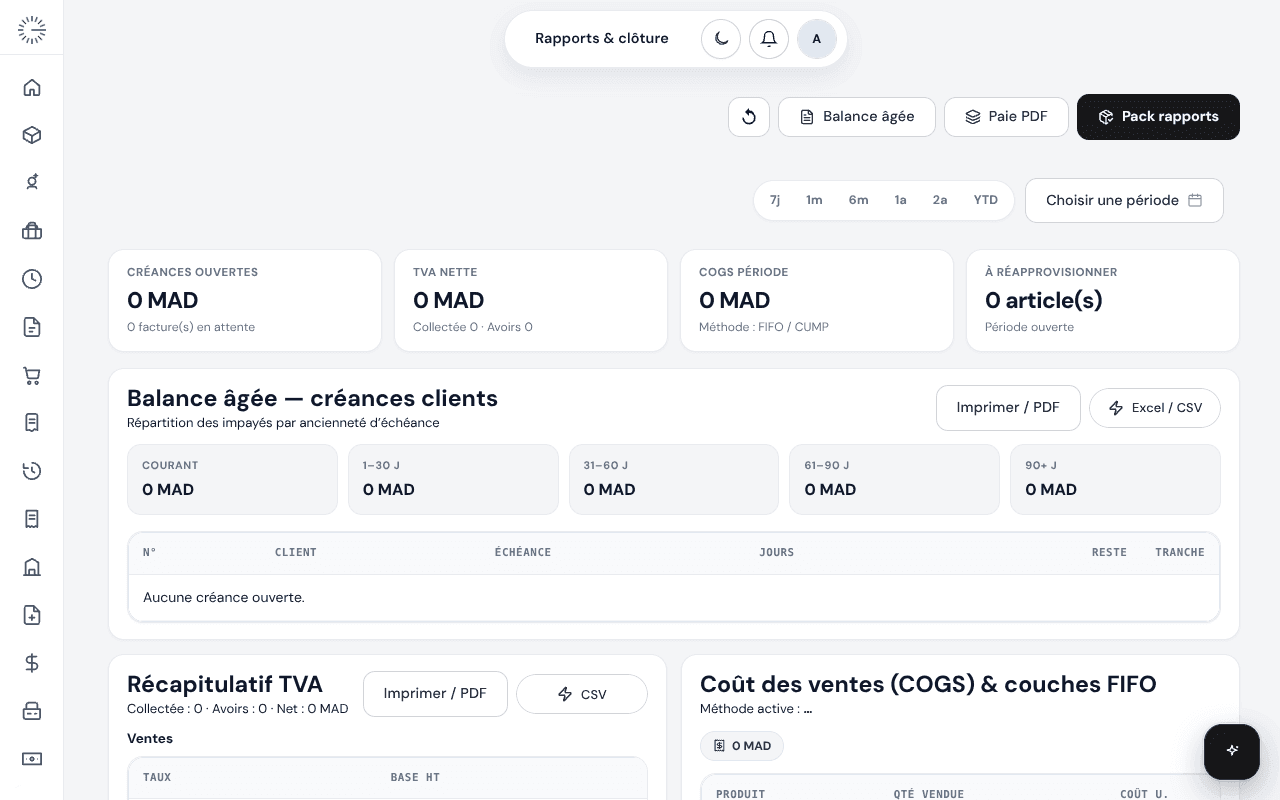 Rapports & clôture
A
Balance âgée
Paie PDF
Pack rapports
7j 1m 6m 1a 2a YTD
Choisir une période
CRÉANCES OUVERTES
0 MAD
0 facture(s) en attente
TVA NETTE
0 MAD
Collectée 0 · Avoirs 0
COGS PÉRIODE
0 MAD
Méthode : FIFO / CUMP
À RÉAPPROVISIONNER
0 article(s)
Période ouverte
Balance âgée — créances clients
Répartition des impayés par ancienneté d’échéance
Imprimer / PDF
Excel / CSV
COURANT
0 MAD
1–30 J
0 MAD
31–60 J
0 MAD
61–90 J
0 MAD
90+ J
0 MAD
N° CLIENT ÉCHÉANCE JOURS RESTE TRANCHE
Aucune créance ouverte.
Récapitulatif TVA
Collectée : 0 · Avoirs : 0 · Net : 0 MAD
Imprimer / PDF
CSV
Ventes
TAUX BASE HT
Coût des ventes (COGS) & couches FIFO
Méthode active : …
0 MAD
PRODUIT QTÉ VENDUE COÛT U.